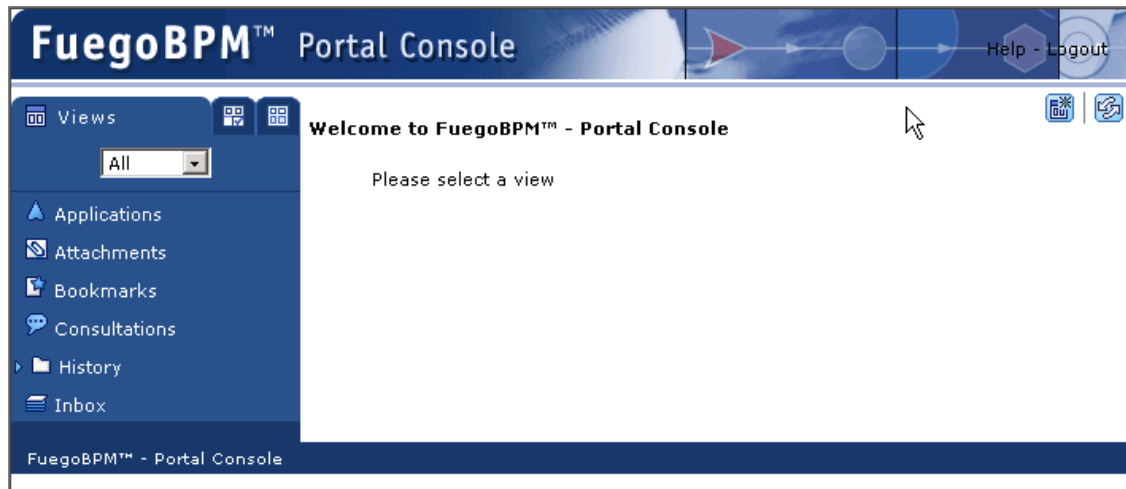 FuegoBPM™ Portal Console
Help - Logout
Views
All
Welcome to FuegoBPM™ - Portal Console
Please select a view
Applications
Attachments
Bookmarks
Consultations
History
Inbox
FuegoBPM™ - Portal Console